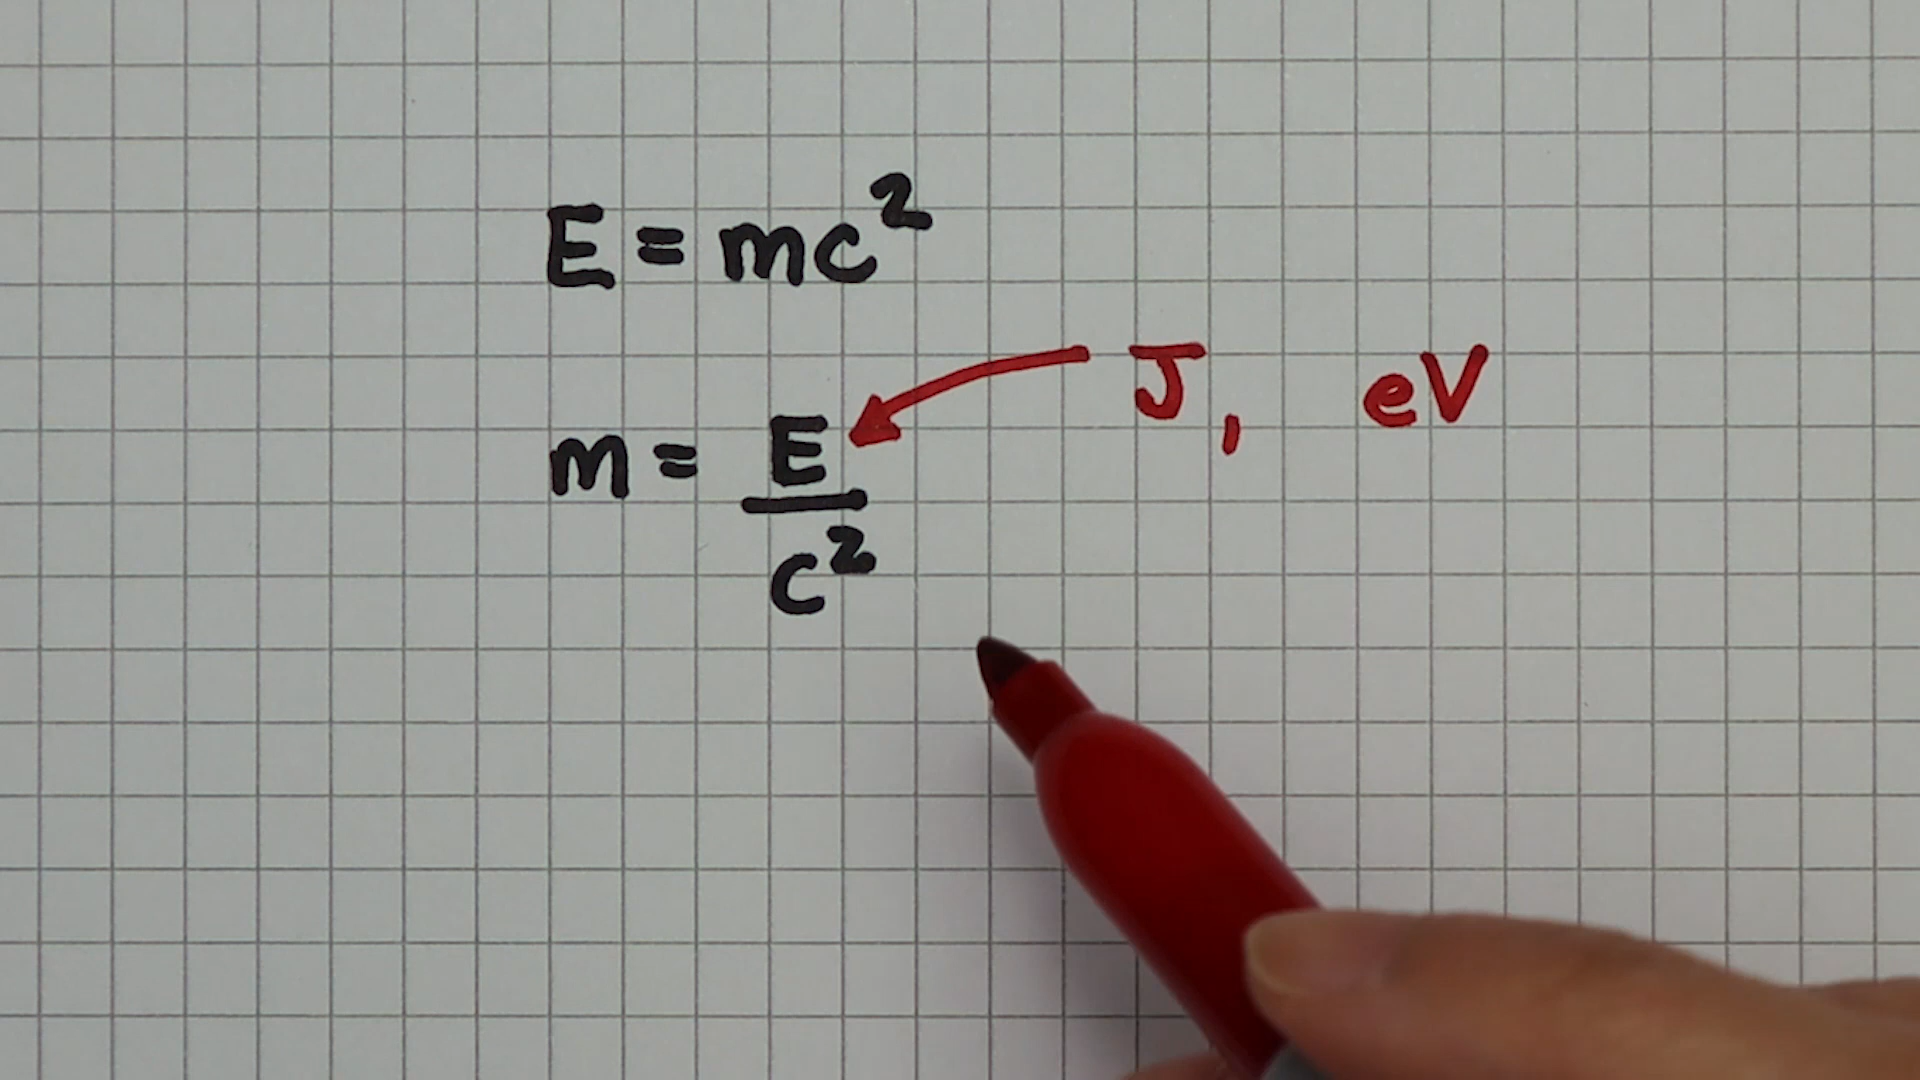 E = mc²
J, eV
m = E/c²